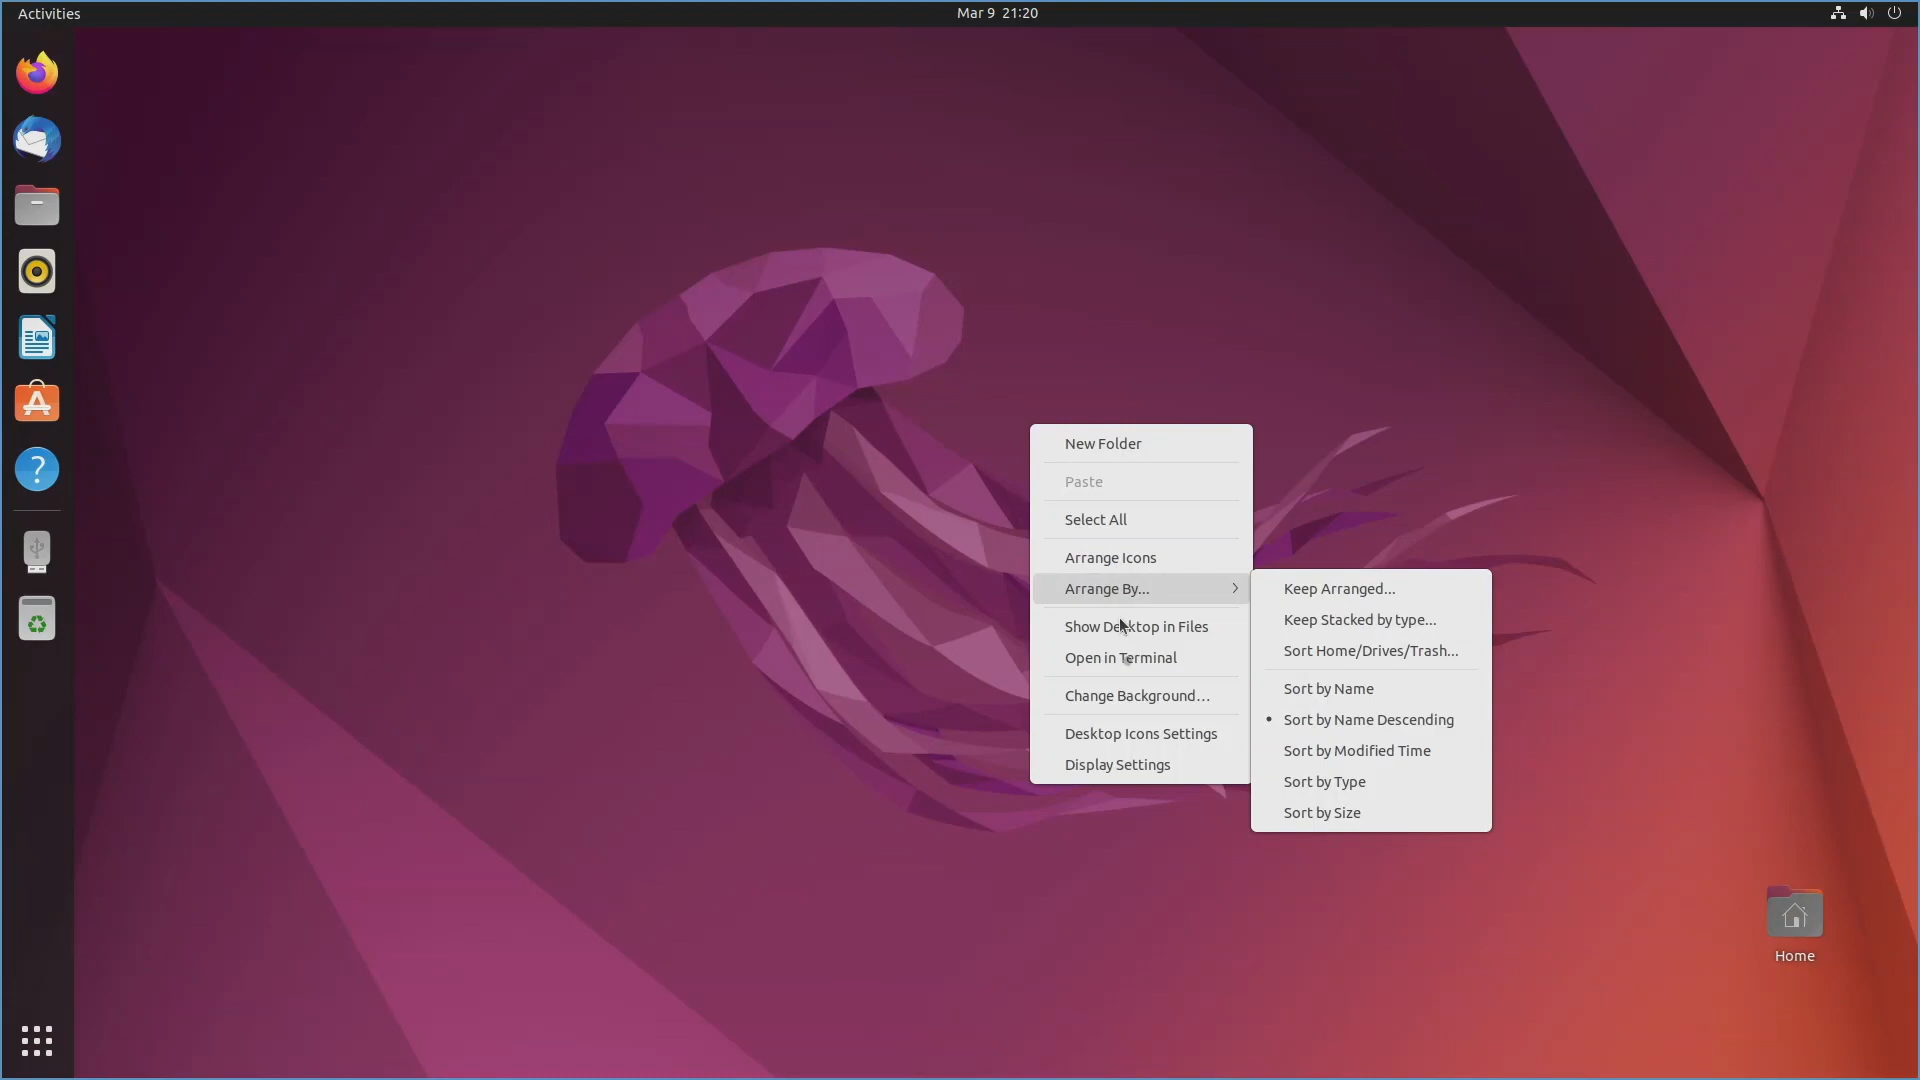 Activities
Mar 9 21:20
New Folder
Paste
Select All
Arrange Icons
Arrange By...
Show Desktop in Files
Open in Terminal
Change Background…
Desktop Icons Settings
Display Settings
Keep Arranged...
Keep Stacked by type...
Sort Home/Drives/Trash...
Sort by Name
Sort by Name Descending
Sort by Modified Time
Sort by Type
Sort by Size
Home